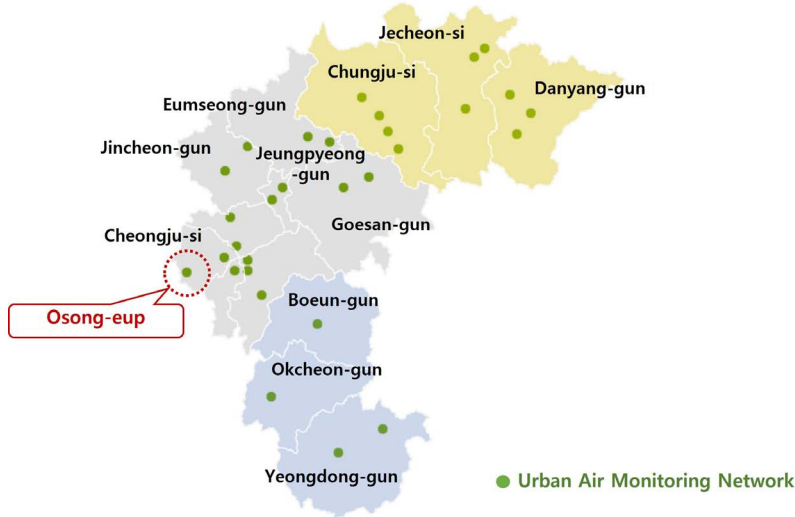 Jecheon-si
Chungju-si
Danyang-gun
Eumseong-gun
Jincheon-gun
Jeungpyeong
-gun
Goesan-gun
Cheongju-si
Osong-eup
Boeun-gun
Okcheon-gun
Yeongdong-gun
Urban Air Monitoring Network